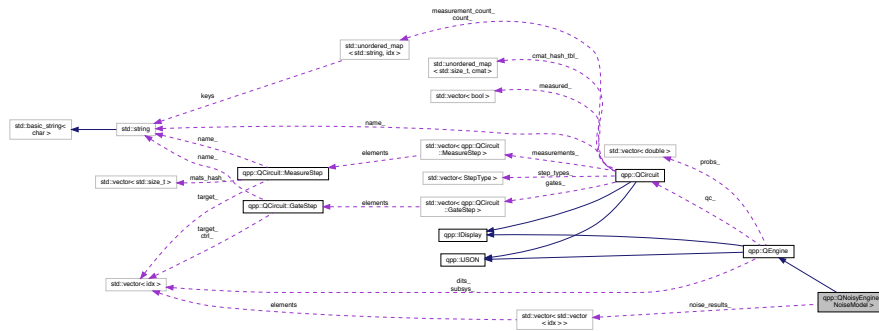 measurement_count_
count_
std::unordered_map
< std::string, idx >
cmat_hash_tbl_
std::unordered_map
< std::size_t, cmat >
measured_
std::vector< bool >
keys
std::basic_string<
char >
std::string
name_
name_
std::vector< qpp::QCircuit
::MeasureStep >
std::vector< double >
probs_
elements
measurements_
name_
qpp::QCircuit::MeasureStep
mats_hash_
std::vector< std::size_t >
std::vector< StepType >
step_types_
qpp::QCircuit
gates_
qc_
target_
qpp::QCircuit::GateStep
elements
std::vector< qpp::QCircuit
::GateStep >
target_
ctrl_
qpp::IDisplay
qpp::IJSON
qpp::QEngine
std::vector< idx >
dits_
subsys_
elements
noise_results_
std::vector< std::vector
< idx > >
qpp::QNoisyEngine
NoiseModel >